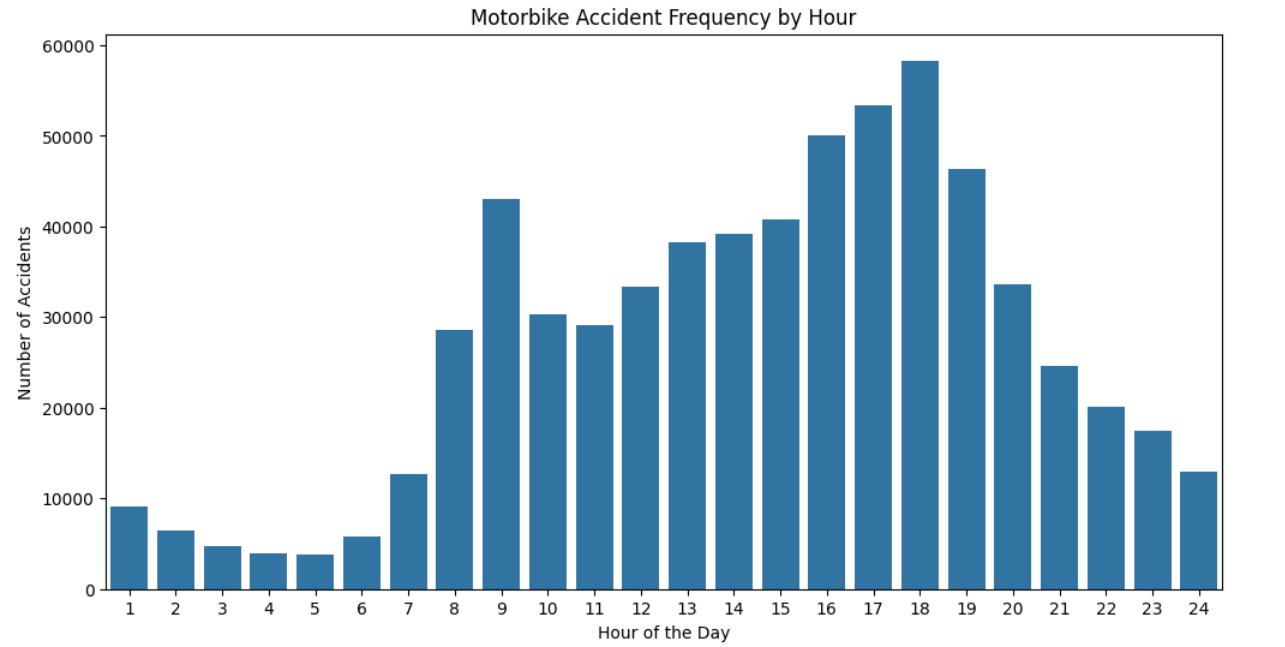 Motorbike Accident Frequency by Hour
60000
50000
40000
30000
20000
10000
0
Number of Accidents
1 2 3 4 5 6 7 8 9 10 11 12 13 14 15 16 17 18 19 20 21 22 23 24
Hour of the Day